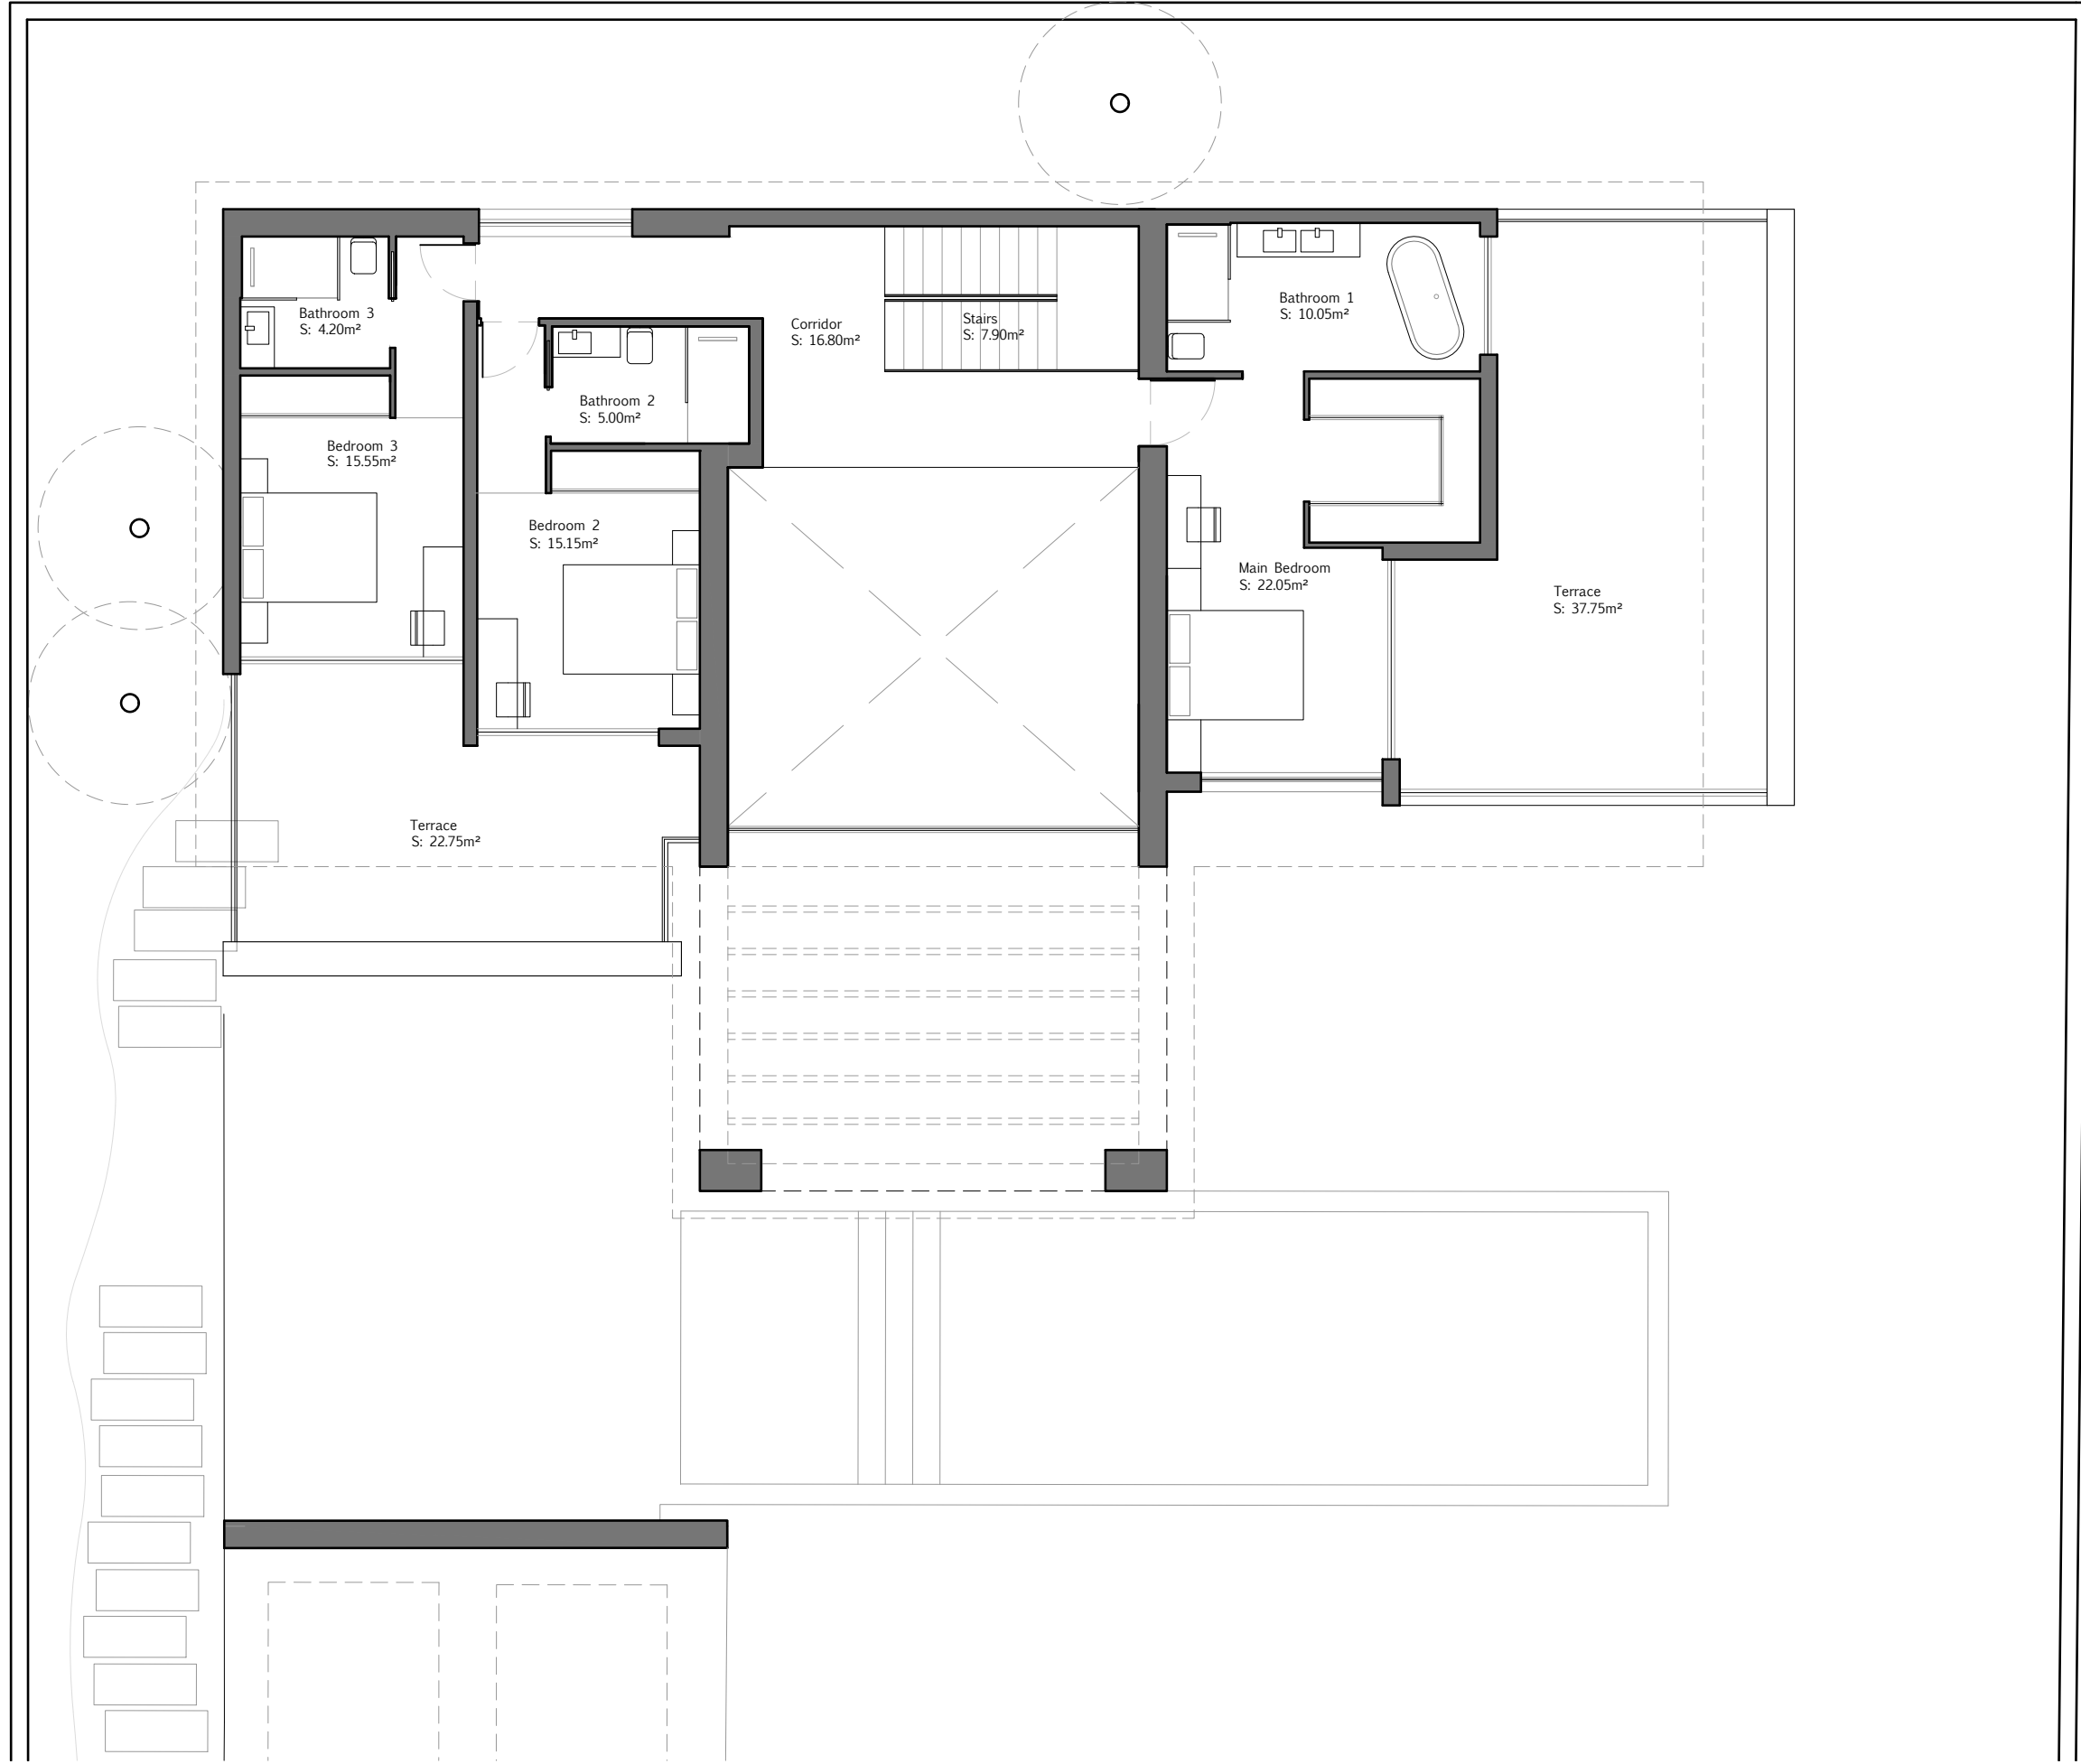 Bathroom 3
S: 4.20m²
Corridor
S: 16.80m²
Stairs
S: 7.90m²
Bathroom 1
S: 10.05m²
Bathroom 2
S: 5.00m²
Bedroom 3
S: 15.55m²
Bedroom 2
S: 15.15m²
Main Bedroom
S: 22.05m²
Terrace
S: 37.75m²
Terrace
S: 22.75m²